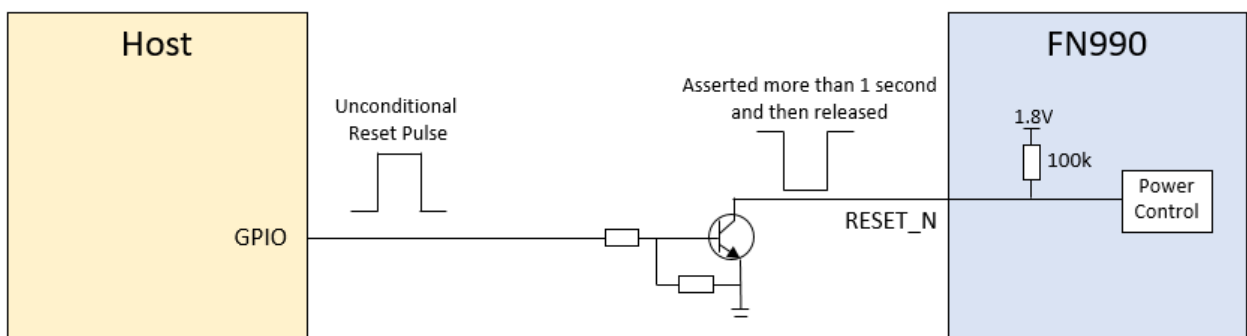 Host
FN990
Unconditional
Reset Pulse
Asserted more than 1 second
and then released
1.8V
100k
Power
Control
GPIO
RESET_N